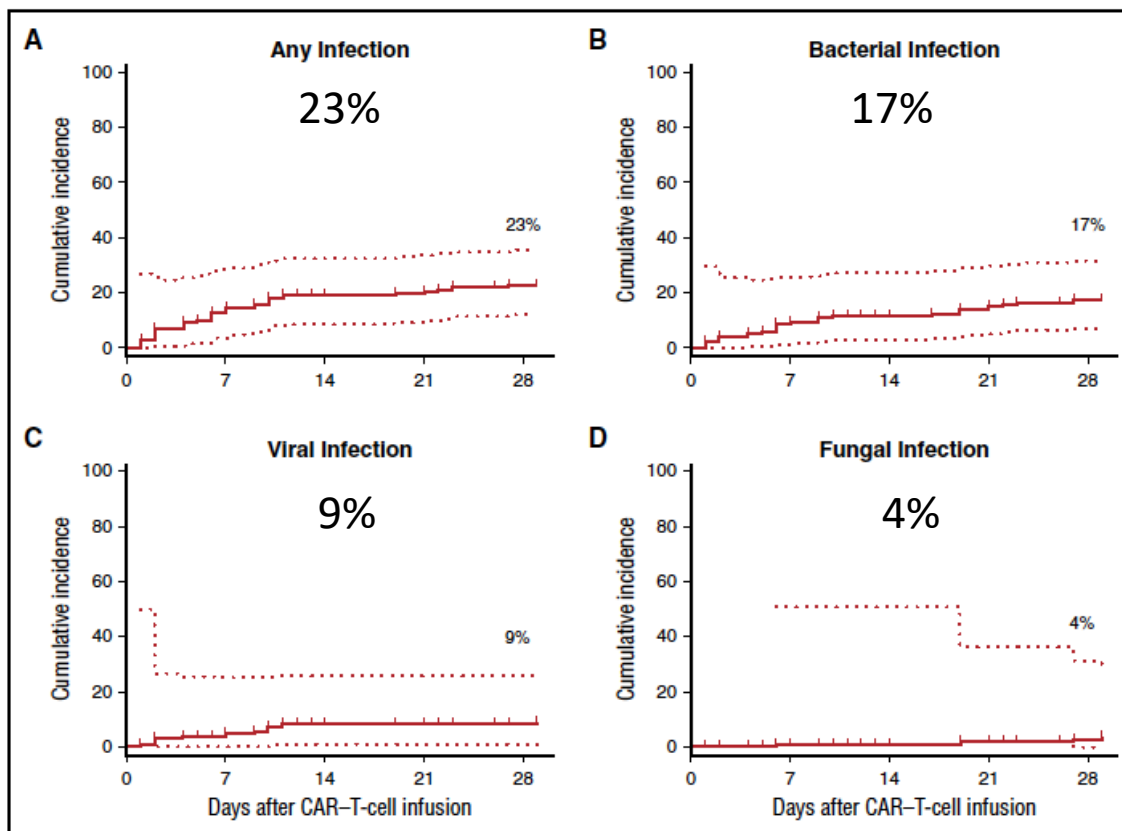 A
Any Infection
23%
Cumulative incidence
100
80
60
40
20
0
23%
0 7 14 21 28
B
Bacterial Infection
17%
Cumulative incidence
100
80
60
40
20
0
17%
0 7 14 21 28
C
Viral Infection
9%
Cumulative incidence
100
80
60
40
20
0
9%
0 7 14 21 28
Days after CAR–T-cell infusion
D
Fungal Infection
4%
Cumulative incidence
100
80
60
40
20
0
4%
0 7 14 21 28
Days after CAR–T-cell infusion